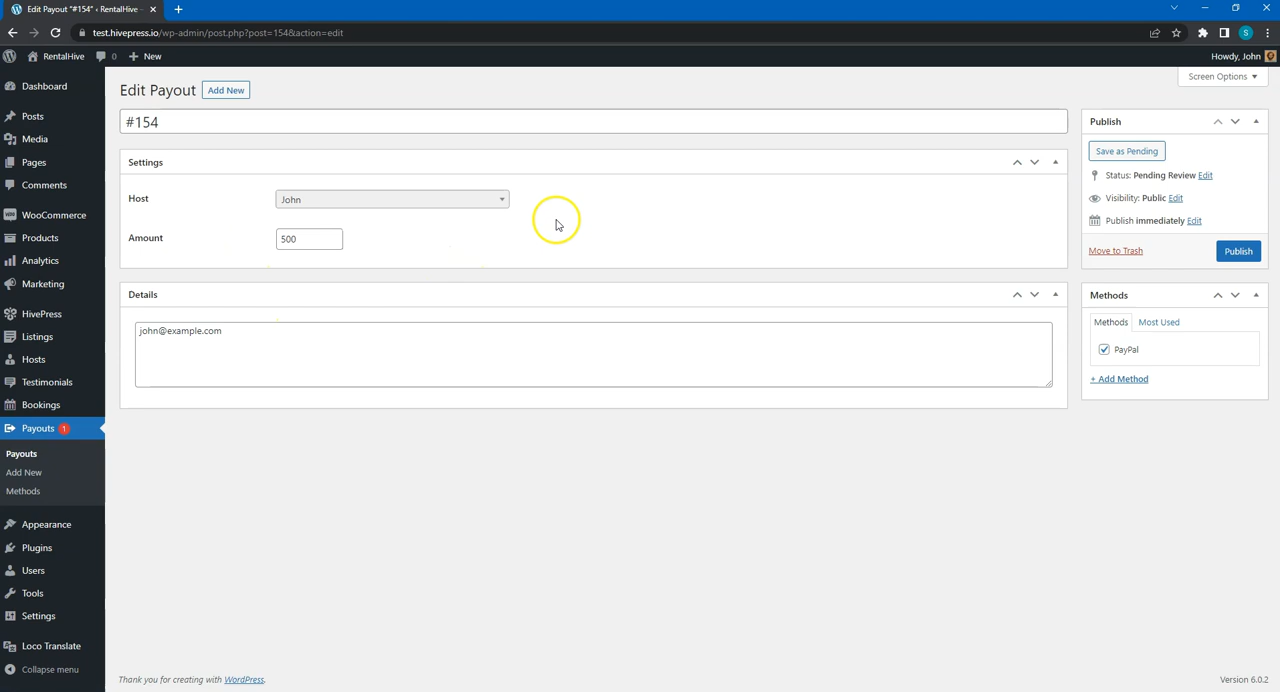 Edit Payout "#154" ‹ RentalHive –
test.hivepress.io/wp-admin/post.php?post=154&action=edit
S
RentalHive
0
New
Howdy, John
Screen Options
Dashboard
Posts
Media
Pages
Comments
WooCommerce
Products
Analytics
Marketing
HivePress
Listings
Hosts
Testimonials
Bookings
Payouts 1
Payouts
Add New
Methods
Appearance
Plugins
Users
Tools
Settings
Loco Translate
Collapse menu
Edit Payout
Add New
#154
Settings
Host
John
Amount
500
Details
john@example.com
Publish
Save as Pending
Status: Pending Review Edit
Visibility: Public Edit
Publish immediately Edit
Move to Trash
Publish
Methods
Methods Most Used
PayPal
+ Add Method
Thank you for creating with WordPress.
Version 6.0.2